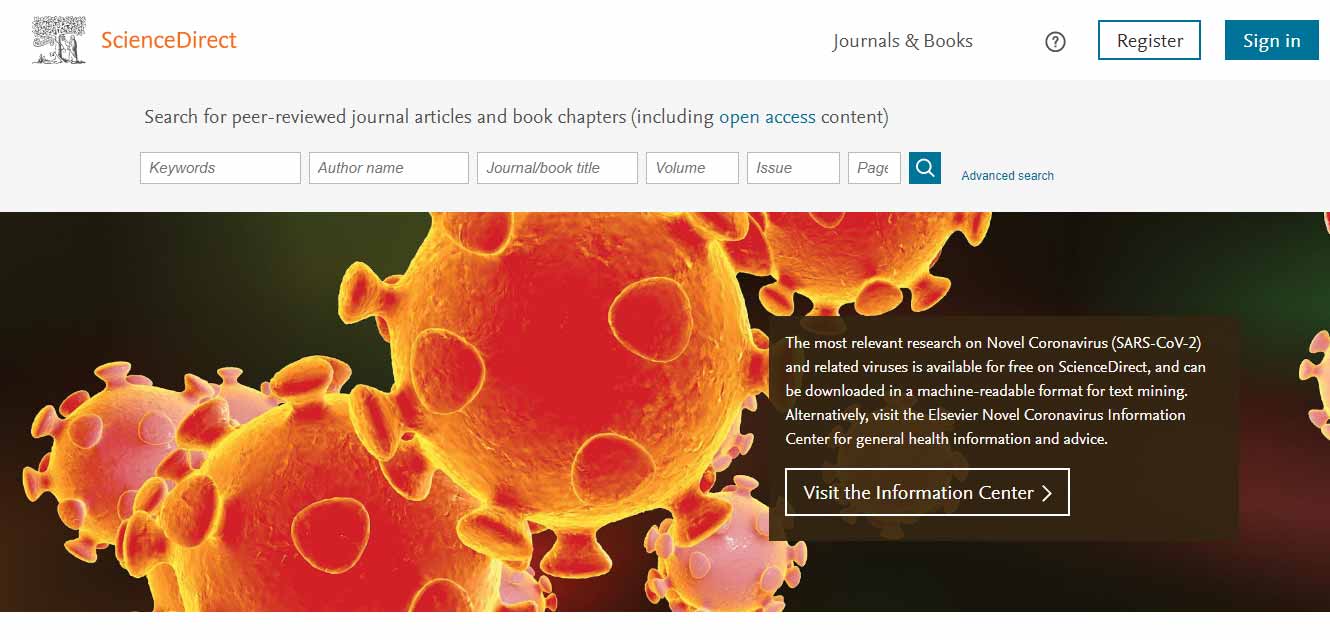 ScienceDirect
Journals & Books
?
Register
Sign in
Search for peer-reviewed journal articles and book chapters (including open access content)
Keywords
Author name
Journal/book title
Volume
Issue
Page
Advanced search
The most relevant research on Novel Coronavirus (SARS-CoV-2)
and related viruses is available for free on ScienceDirect, and can
be downloaded in a machine-readable format for text mining.
Alternatively, visit the Elsevier Novel Coronavirus Information
Center for general health information and advice.
Visit the Information Center